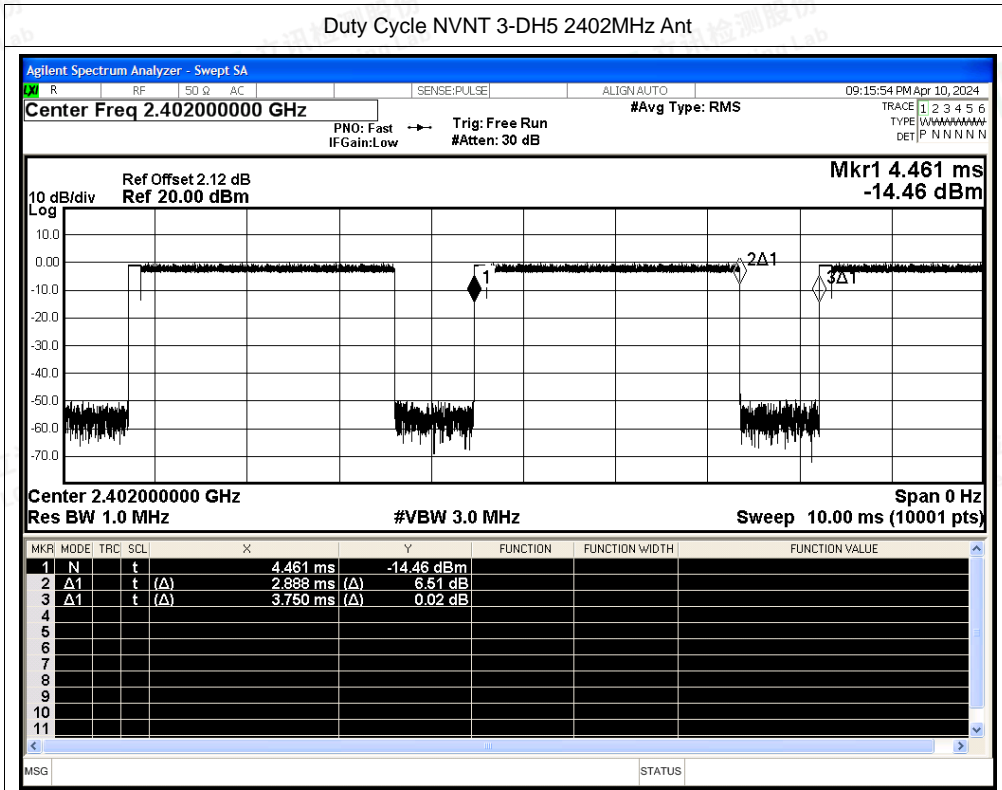 Duty Cycle NVNT 3-DH5 2402MHz Ant
Agilent Spectrum Analyzer - Swept SA
LXI R RF 50 Ω AC SENSE:PULSE ALIGN AUTO 09:15:54 PM Apr 10, 2024
Center Freq 2.402000000 GHz #Avg Type: RMS TRACE 1 2 3 4 5 6
PNO: Fast Trig: Free Run TYPE WWWWWW
IFGain:Low #Atten: 30 dB DET P N N N N N
Mkr1 4.461 ms
Ref Offset 2.12 dB
10 dB/div Ref 20.00 dBm -14.46 dBm
Log
10.0
0.00
2Δ1
1
3Δ1
-10.0
-20.0
-30.0
-40.0
-50.0
-60.0
-70.0
Center 2.402000000 GHz Span 0 Hz
Res BW 1.0 MHz #VBW 3.0 MHz Sweep 10.00 ms (10001 pts)
MKR MODE TRC SCL X Y FUNCTION FUNCTION WIDTH FUNCTION VALUE
1 N t 4.461 ms -14.46 dBm
2 Δ1 t (Δ) 2.888 ms (Δ) 6.51 dB
3 Δ1 t (Δ) 3.750 ms (Δ) 0.02 dB
4
5
6
7
8
9
10
11
MSG STATUS